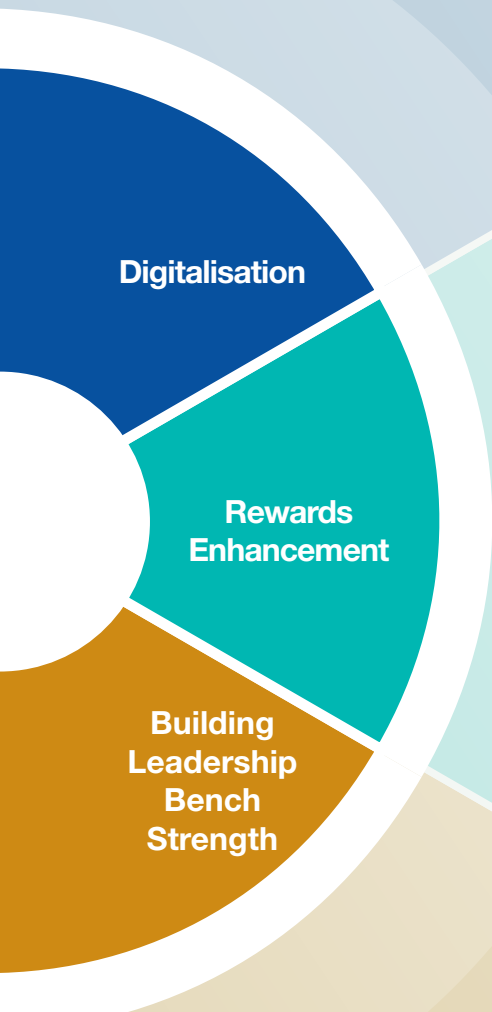 Digitalisation
Rewards
Enhancement
Building
Leadership
Bench
Strength